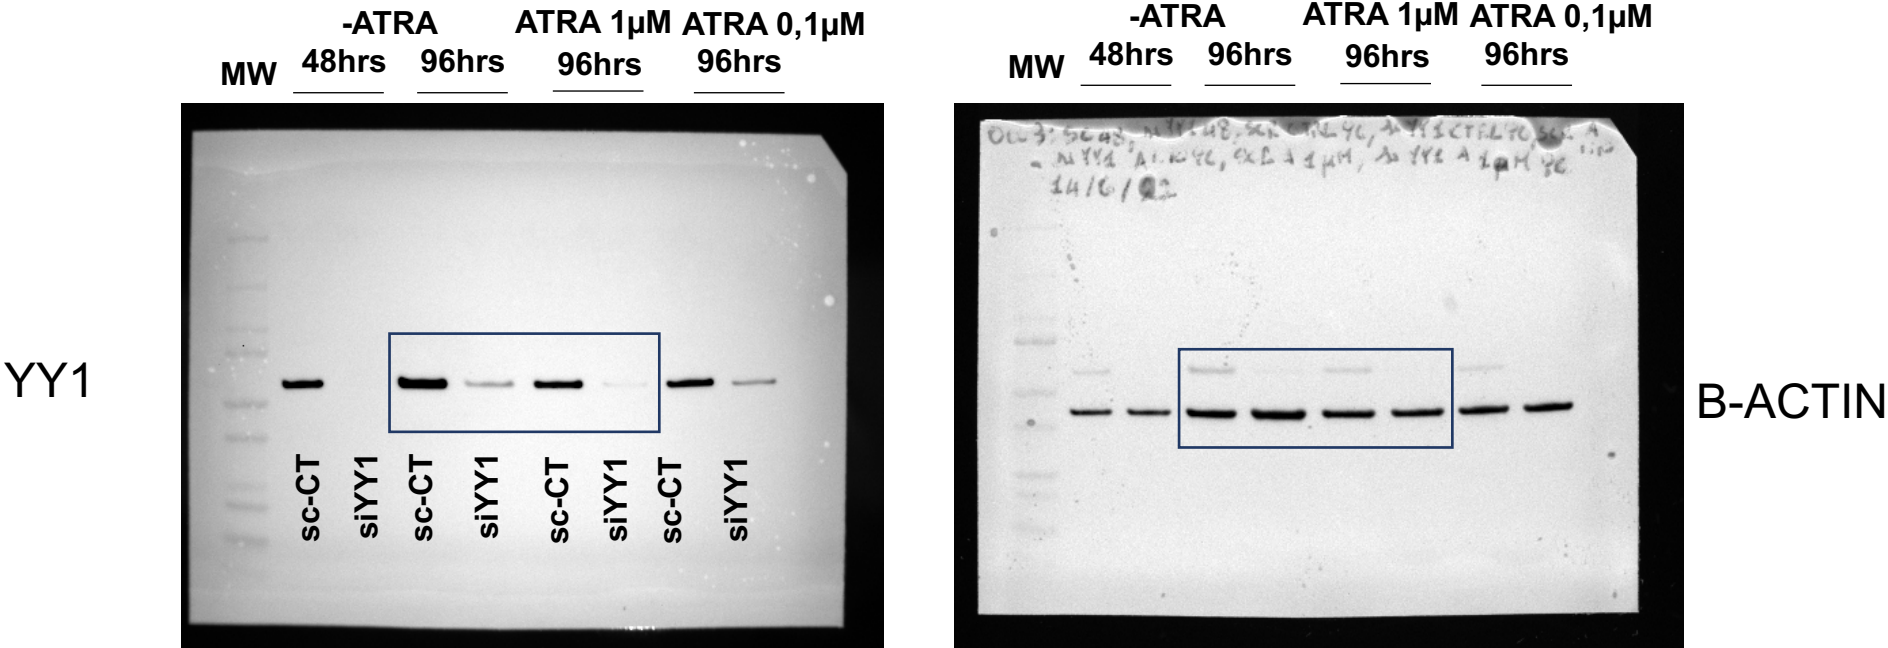 -ATRA ATRA 1µM ATRA 0,1µM
MW 48hrs 96hrs 96hrs 96hrs
YY1
sc-CT siYY1 sc-CT siYY1 sc-CT siYY1 sc-CT siYY1
-ATRA ATRA 1µM ATRA 0,1µM
MW 48hrs 96hrs 96hrs 96hrs
14/6/22
B-ACTIN